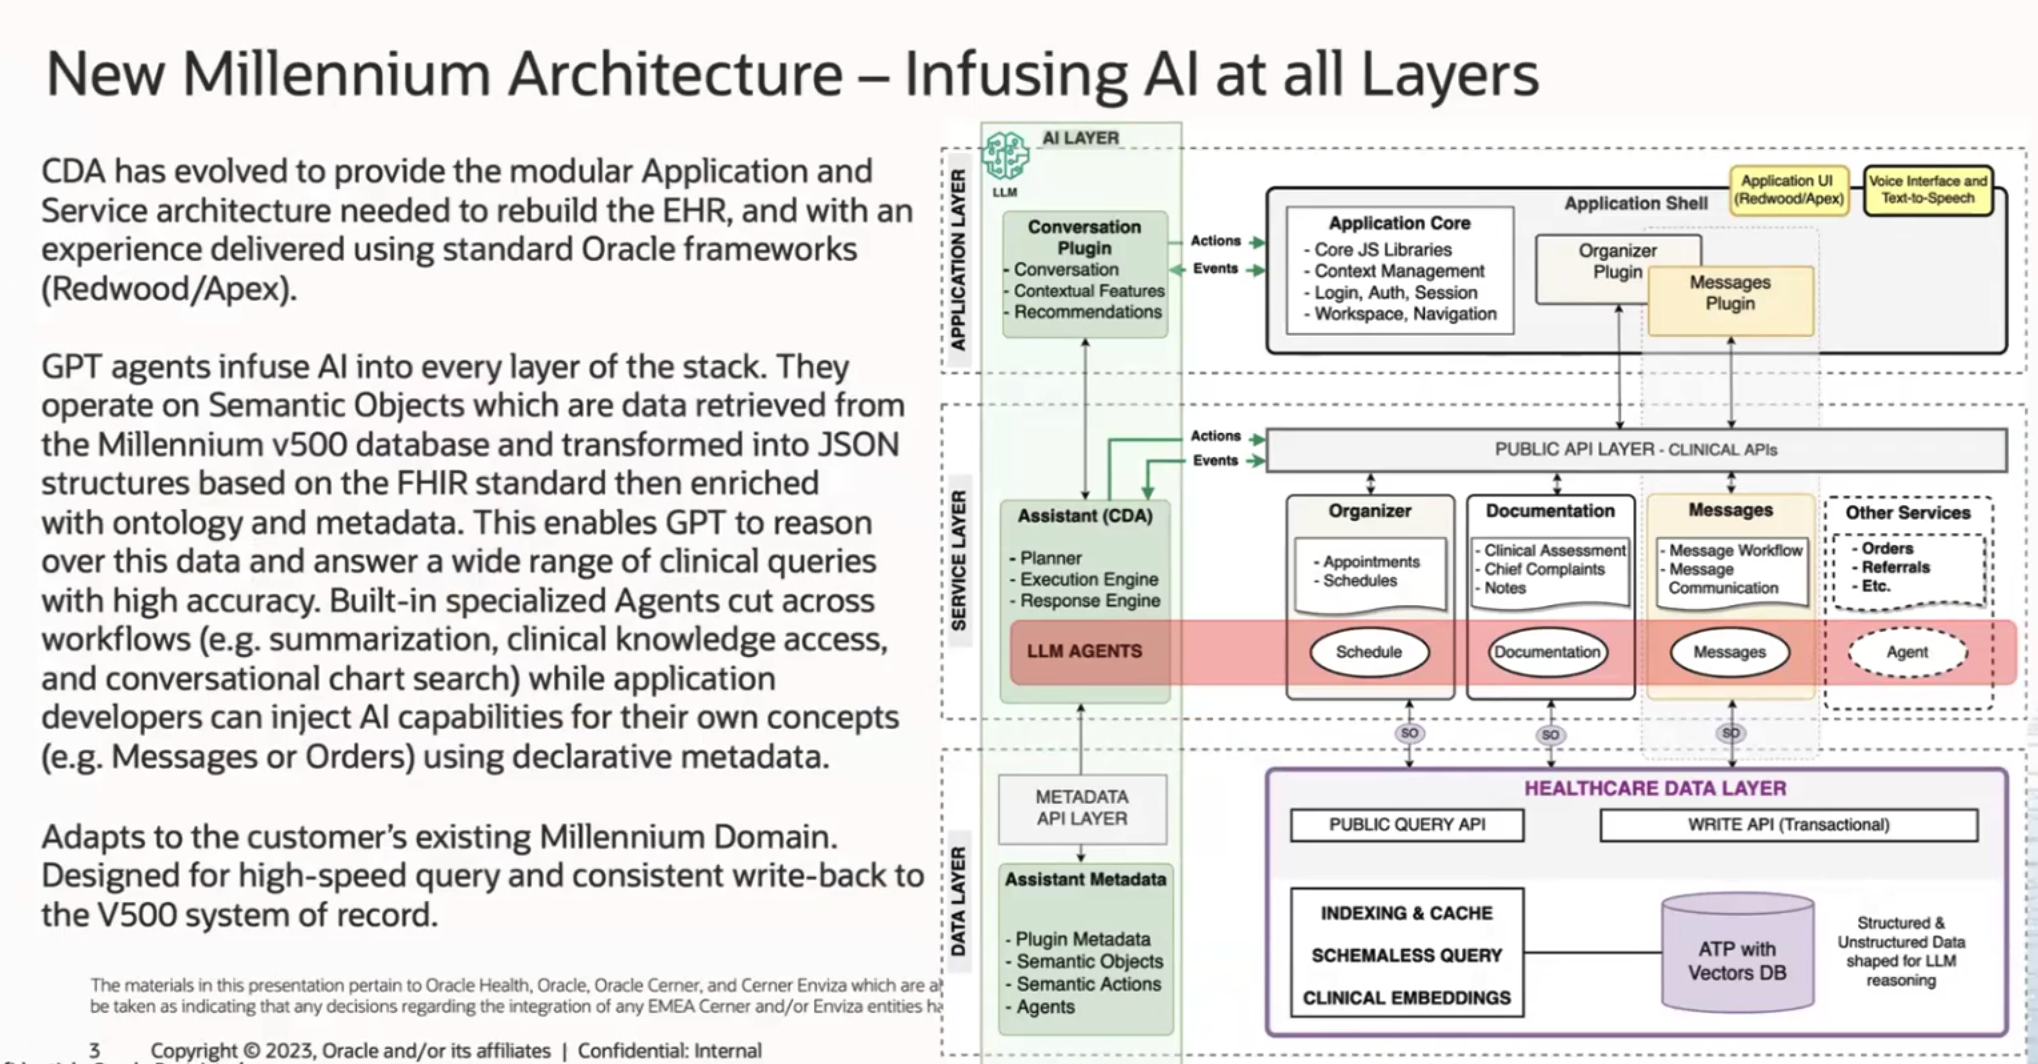 New Millennium Architecture – Infusing AI at all Layers
CDA has evolved to provide the modular Application and
Service architecture needed to rebuild the EHR, and with an
experience delivered using standard Oracle frameworks
(Redwood/Apex).
GPT agents infuse AI into every layer of the stack. They
operate on Semantic Objects which are data retrieved from
the Millennium v500 database and transformed into JSON
structures based on the FHIR standard then enriched
with ontology and metadata. This enables GPT to reason
over this data and answer a wide range of clinical queries
with high accuracy. Built-in specialized Agents cut across
workflows (e.g. summarization, clinical knowledge access,
and conversational chart search) while application
developers can inject AI capabilities for their own concepts
(e.g. Messages or Orders) using declarative metadata.
Adapts to the customer's existing Millennium Domain.
Designed for high-speed query and consistent write-back to
the V500 system of record.
The materials in this presentation pertain to Oracle Health, Oracle, Oracle Cerner, and Cerner Enviza which are
be taken as indicating that any decisions regarding the integration of any EMEA Cerner and/or Enviza entities
3 Copyright © 2023, Oracle and/or its affiliates | Confidential: Internal
AI LAYER
LLM
APPLICATION LAYER
Conversation
Plugin
- Conversation
- Contextual Features
- Recommendations
Actions
Events
Application Shell
Application UI
(Redwood/Apex)
Voice Interface and
Text-to-Speech
Application Core
- Core JS Libraries
- Context Management
- Login, Auth, Session
- Workspace, Navigation
Organizer
Plugin
Messages
Plugin
SERVICE LAYER
Actions
Events
PUBLIC API LAYER - CLINICAL APIs
Assistant (CDA)
- Planner
- Execution Engine
- Response Engine
Organizer
- Appointments
- Schedules
Documentation
- Clinical Assessment
- Chief Complaints
- Notes
Messages
- Message Workflow
- Message
Communication
Other Services
- Orders
- Referrals
- Etc.
LLM AGENTS
Schedule
Documentation
Messages
Agent
SO
SO
SO
DATA LAYER
METADATA
API LAYER
Assistant Metadata
- Plugin Metadata
- Semantic Objects
- Semantic Actions
- Agents
HEALTHCARE DATA LAYER
PUBLIC QUERY API
WRITE API (Transactional)
INDEXING & CACHE
SCHEMALESS QUERY
CLINICAL EMBEDDINGS
ATP with
Vectors DB
Structured &
Unstructured Data
shaped for LLM
reasoning